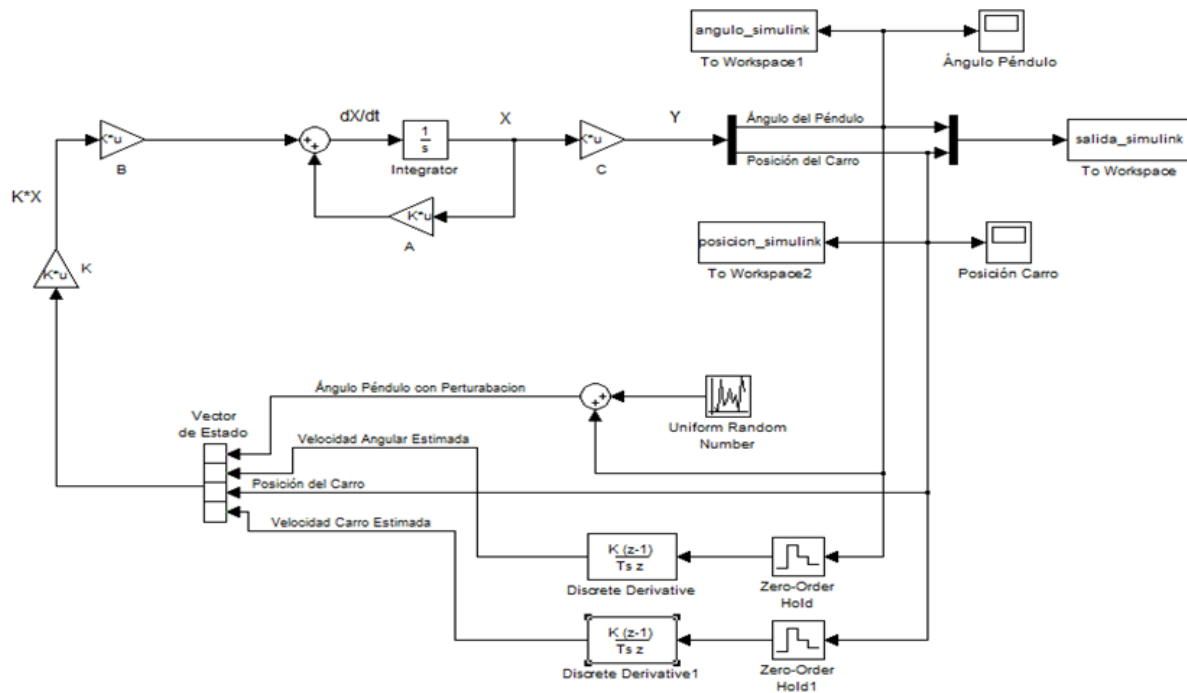 angulo_simulink
To Workspace1
Ángulo Péndulo
K*u
B
dX/dt
1
s
Integrator
X
K*u
C
Y
Ángulo del Péndulo
Posición del Carro
salida_simulink
To Workspace
K*u
A
K*X
K*u
K
posicion_simulink
To Workspace2
Posición Carro
Ángulo Péndulo con Perturabacion
Uniform Random
Number
Vector
de Estado
Velocidad Angular Estimada
Posición del Carro
Velocidad Carro Estimada
K (z-1)
Ts z
Discrete Derivative
Zero-Order
Hold
K (z-1)
Ts z
Discrete Derivative1
Zero-Order
Hold1